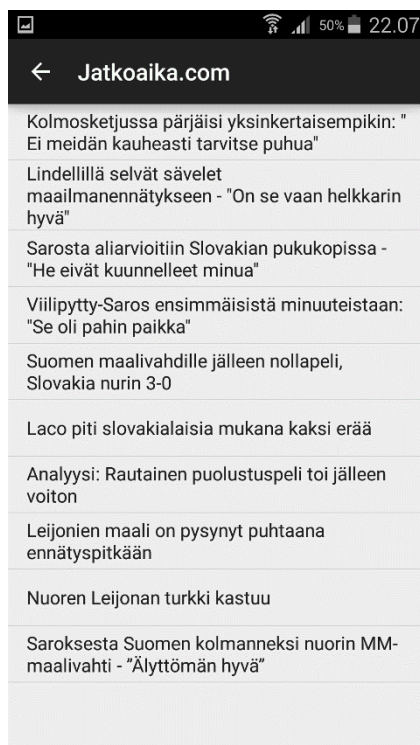 50% 22.07
Jatkoaika.com
Kolmosketjussa pärjäisi yksinkertaisempikin: "
Ei meidän kauheasti tarvitse puhua"
Lindellillä selvät sävelet
maailmanennätykseen - "On se vaan helkkarin
hyvä"
Sarosta aliarvioitiin Slovakian pukukopissa -
"He eivät kuunnelleet minua"
Viilipytty-Saros ensimmäisistä minuuteistaan:
"Se oli pahin paikka"
Suomen maalivahdille jälleen nollapeli,
Slovakia nurin 3-0
Laco piti slovakialaisia mukana kaksi erää
Analyysi: Rautainen puolustuspeli toi jälleen
voiton
Leijonien maali on pysynyt puhtaana
ennätyspitkään
Nuoren Leijonan turkki kastuu
Saroksesta Suomen kolmanneksi nuorin MM-
maalivahti - ”Älyttömän hyvä”